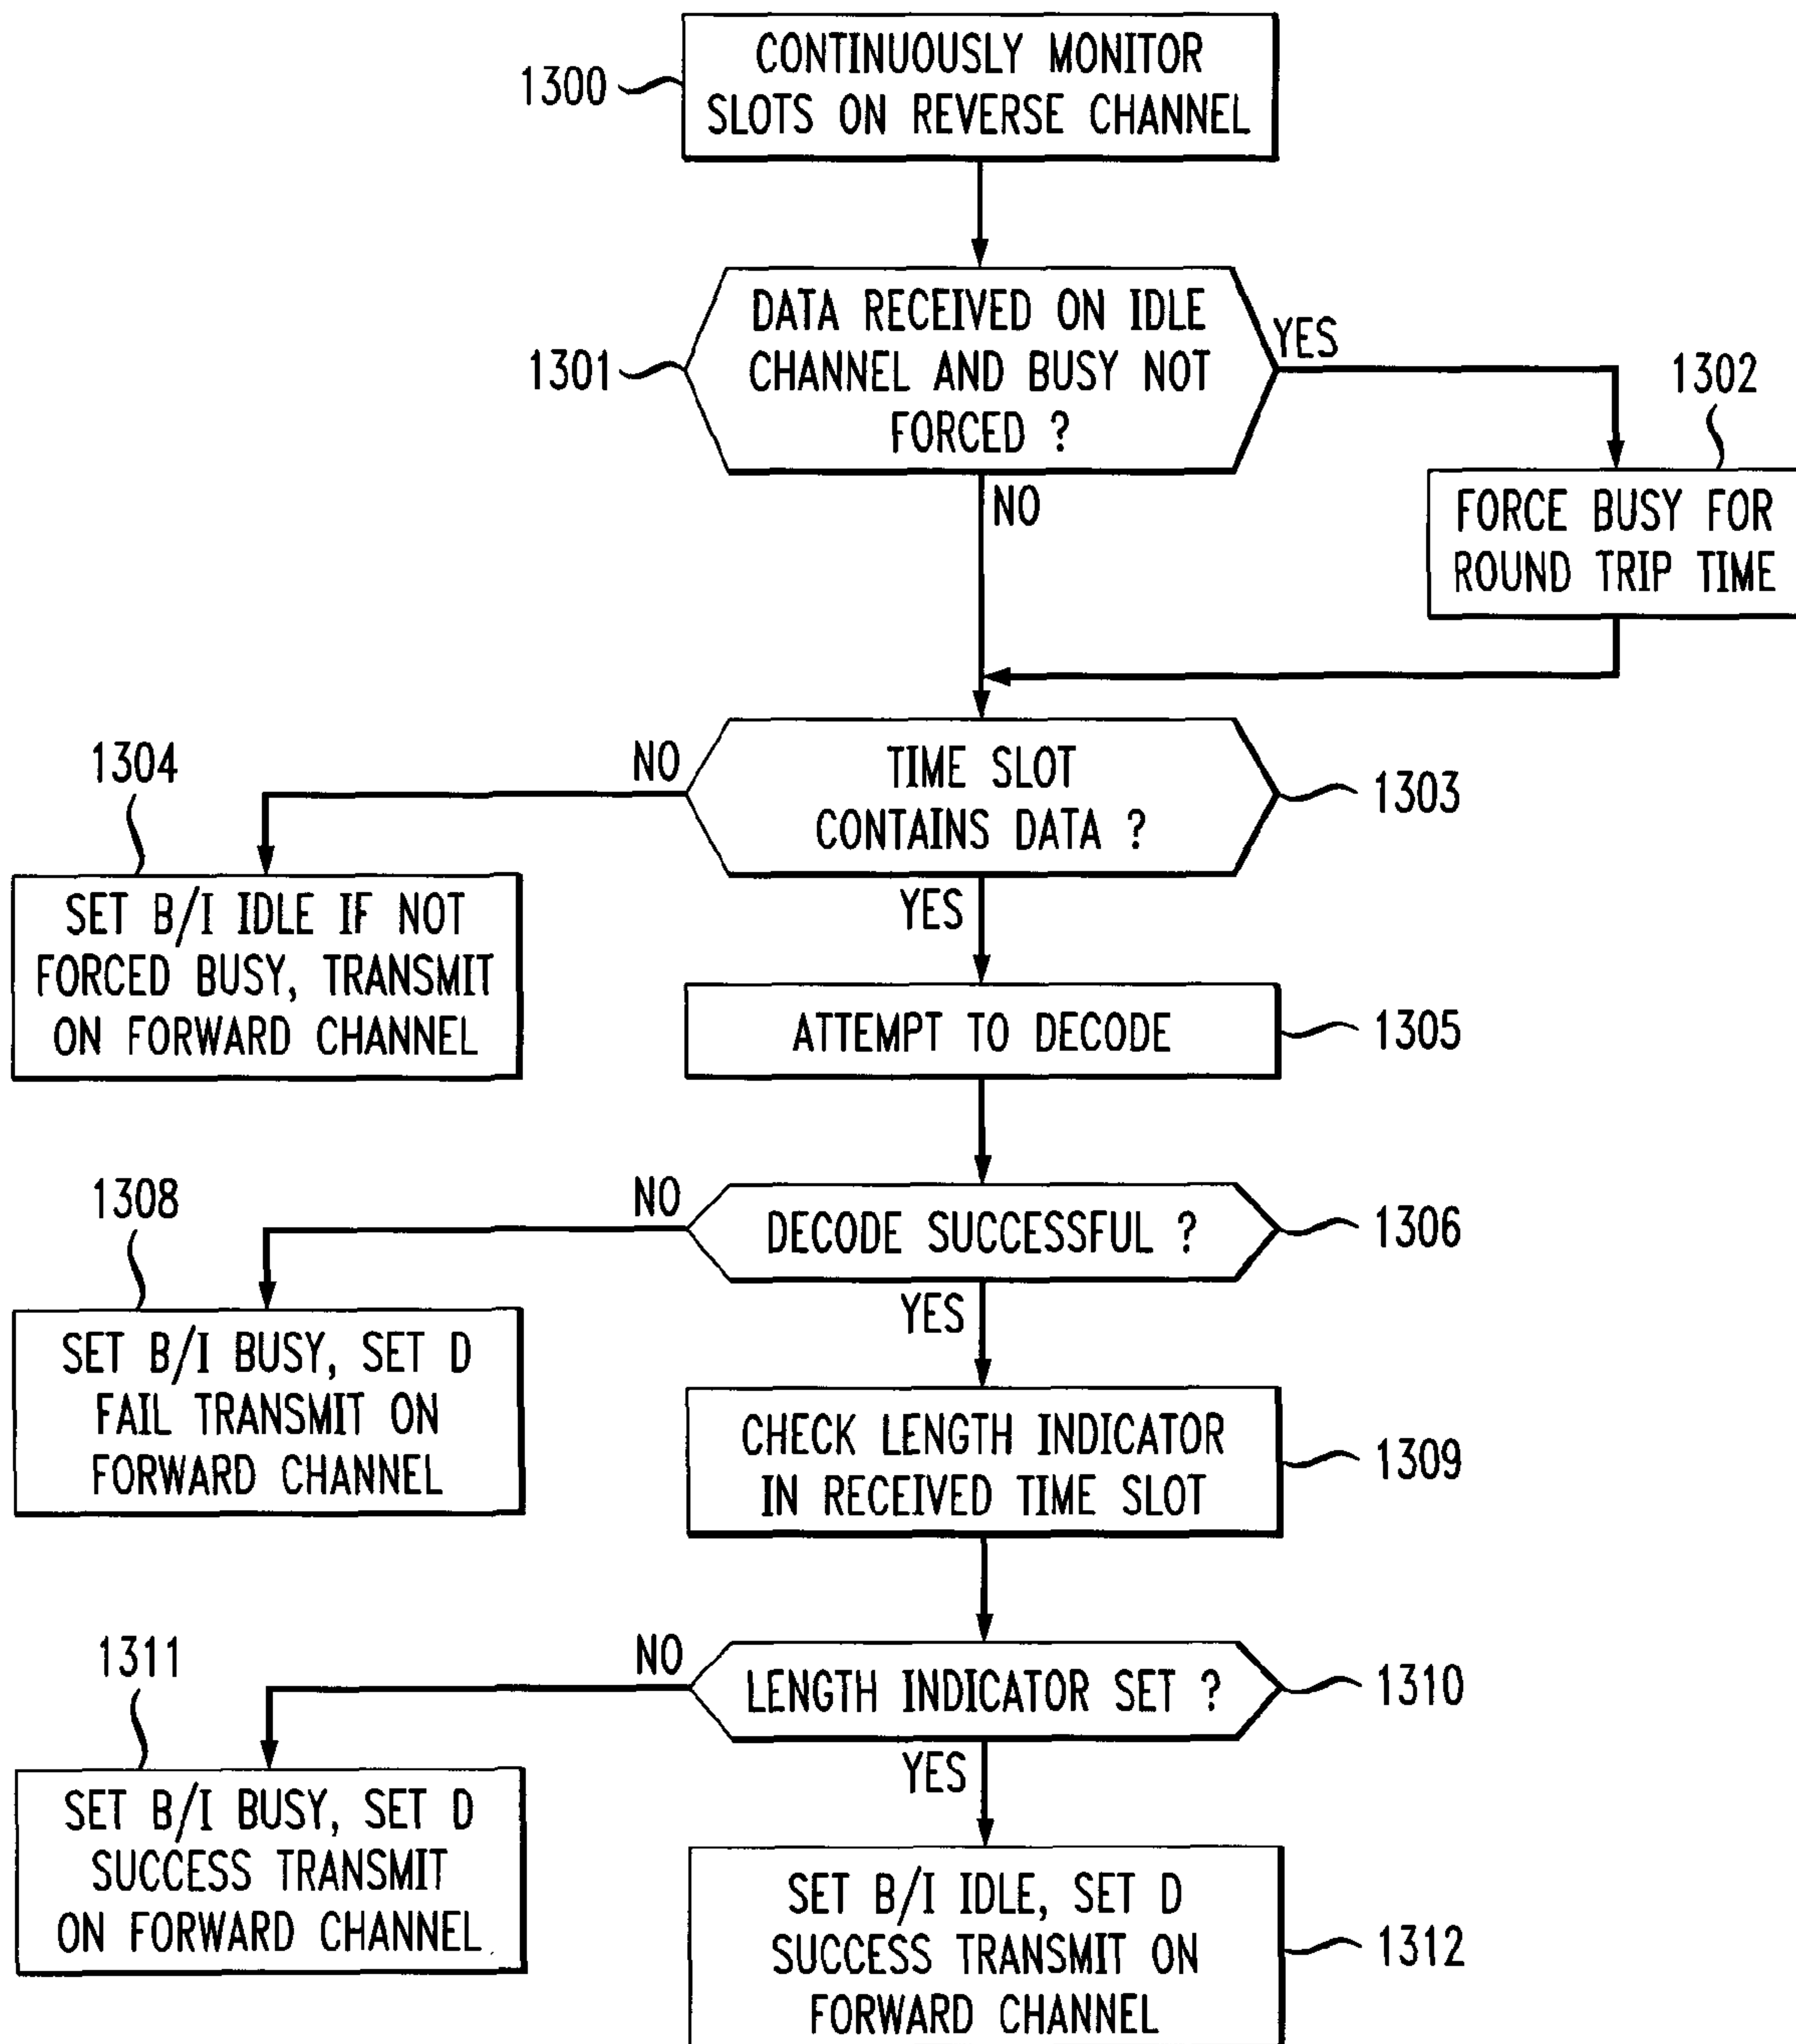 CONTINUOUSLY MONITOR
SLOTS ON REVERSE CHANNEL
1300
DATA RECEIVED ON IDLE
CHANNEL AND BUSY NOT
FORCED ?
1301
YES
1302
NO
FORCE BUSY FOR
ROUND TRIP TIME
1304
NO
TIME SLOT
CONTAINS DATA ?
1303
SET B/I IDLE IF NOT
FORCED BUSY, TRANSMIT
ON FORWARD CHANNEL
YES
ATTEMPT TO DECODE
1305
1308
NO
DECODE SUCCESSFUL ?
1306
SET B/I BUSY, SET D
FAIL TRANSMIT ON
FORWARD CHANNEL
YES
CHECK LENGTH INDICATOR
IN RECEIVED TIME SLOT
1309
1311
NO
LENGTH INDICATOR SET ?
1310
SET B/I BUSY, SET D
SUCCESS TRANSMIT
ON FORWARD CHANNEL
YES
SET B/I IDLE, SET D
SUCCESS TRANSMIT ON
FORWARD CHANNEL
1312